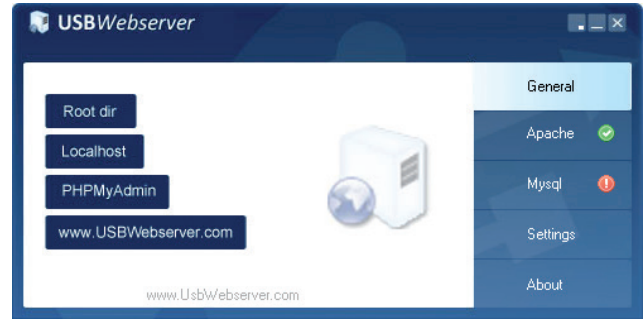 USBWebserver
Root dir
Localhost
PHPMyAdmin
www.USBWebserver.com
www.UsbWebserver.com
General
Apache
Mysql
Settings
About